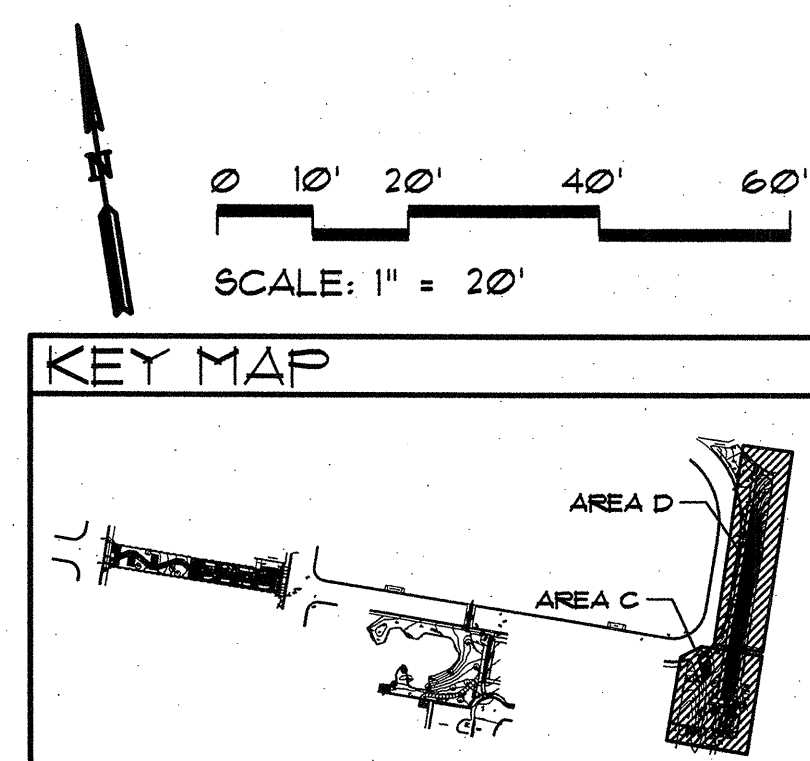 N
0 10' 20' 40' 60'
SCALE: 1" = 20'
KEY MAP
AREA D
AREA C